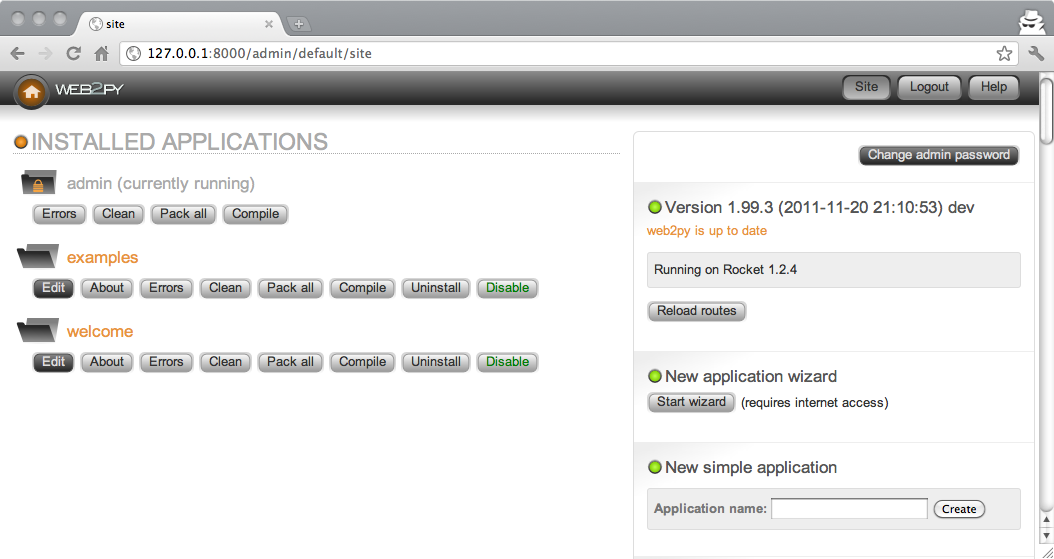 site
127.0.0.1:8000/admin/default/site
WEB2PY
Site Logout Help
INSTALLED APPLICATIONS
admin (currently running)
Errors Clean Pack all Compile
examples
Edit About Errors Clean Pack all Compile Uninstall Disable
welcome
Edit About Errors Clean Pack all Compile Uninstall Disable
Change admin password
Version 1.99.3 (2011-11-20 21:10:53) dev
web2py is up to date
Running on Rocket 1.2.4
Reload routes
New application wizard
Start wizard (requires internet access)
New simple application
Application name: Create